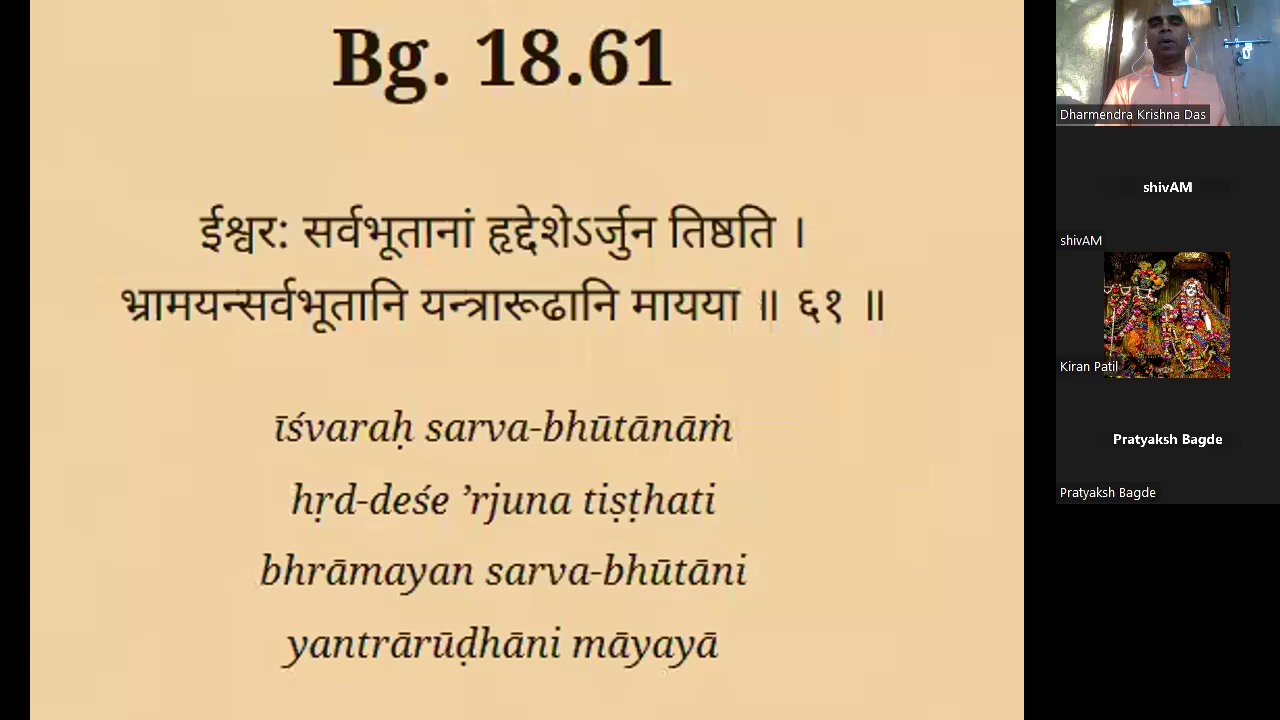 Bg. 18.61
ईश्वर: सर्वभूतानां हृद्देशेऽर्जुन तिष्ठति ।
भ्रामयन्सर्वभूतानि यन्त्रारूढानि मायया ॥ ६१ ॥
īśvaraḥ sarva-bhūtānāṁ
hṛd-deśe ’rjuna tiṣṭhati
bhrāmayan sarva-bhūtāni
yantrārūḍhāni māyayā
Dharmendra Krishna Das
shivAM
shivAM
Kiran Patil
Pratyaksh Bagde
Pratyaksh Bagde